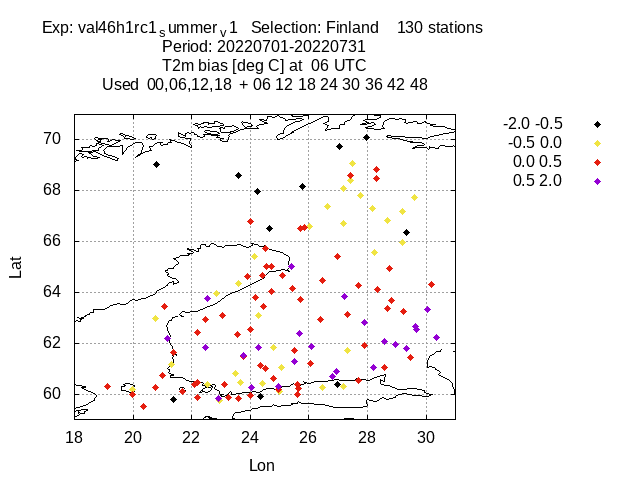 Exp: val46h1rc1 s ummer v 1   Selection: Finland    130 stations
Period: 20220701-20220731
T2m bias [deg C] at  06 UTC
Used  00,06,12,18  + 06 12 18 24 30 36 42 48
-2.0 -0.5
-0.5 0.0
0.0 0.5
0.5 2.0
70
68
66
64
62
60
Lat
18 20 22 24 26 28 30
Lon